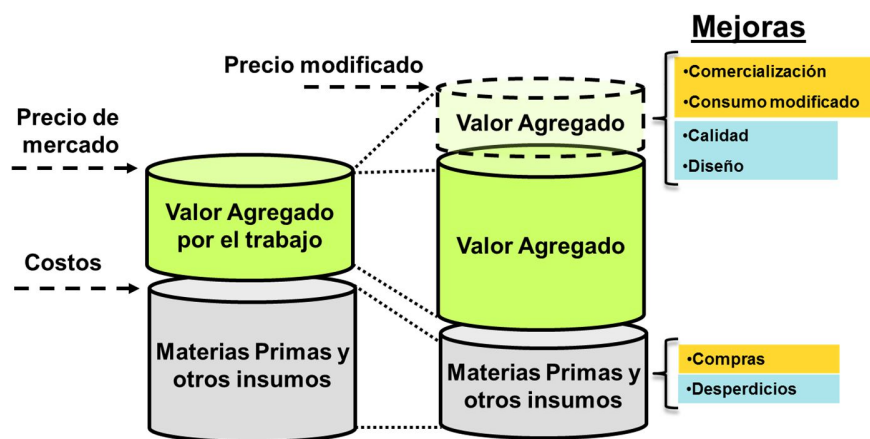 Mejoras
Precio modificado
•Comercialización
•Consumo modificado
Precio de
mercado
Valor Agregado
•Calidad
•Diseño
Valor Agregado
por el trabajo
Valor Agregado
Costos
Materias Primas y
otros insumos
Materias Primas y
otros insumos
•Compras
•Desperdicios